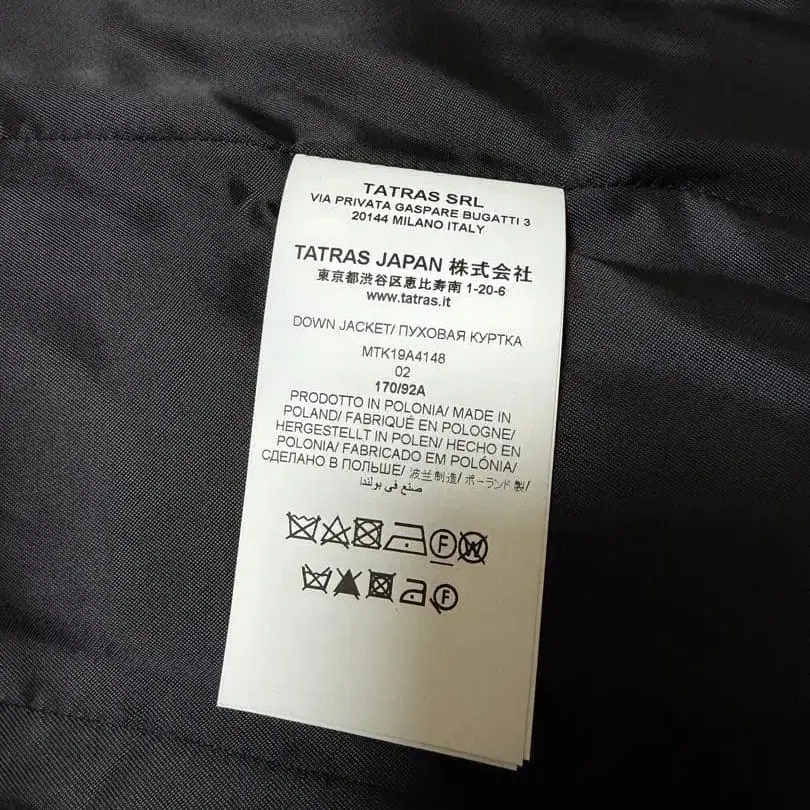 TATRAS SRL
VIA PRIVATA GASPARE BUGATTI 3
20144 MILANO ITALY
TATRAS JAPAN 株式会社
東京都渋谷区恵比寿南 1-20-6
www.tatras.it
DOWN JACKET/ ПУХОВАЯ КУРТКА
MTK19A4148
02
170/92A
PRODOTTO IN POLONIA/ MADE IN
POLAND/ FABRIQUÉ EN POLOGNE/
HERGESTELLT IN POLEN/ HECHO EN
POLONIA/ FABRICADO EM POLÓNIA/
СДЕЛАНО В ПОЛЬШЕ/ 波兰制造/ ポーランド製/
صنع في بولندا
F W
F